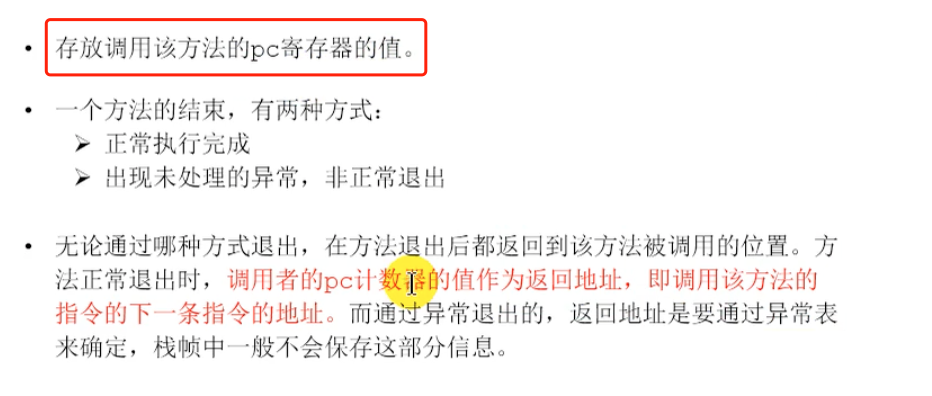 • 存放调用该方法的pc寄存器的值。
• 一个方法的结束，有两种方式：
➢ 正常执行完成
➢ 出现未处理的异常，非正常退出
• 无论通过哪种方式退出，在方法退出后都返回到该方法被调用的位置。方
法正常退出时，调用者的pc计数器的值作为返回地址，即调用该方法的
指令的下一条指令的地址。而通过异常退出的，返回地址是要通过异常表
来确定，栈帧中一般不会保存这部分信息。